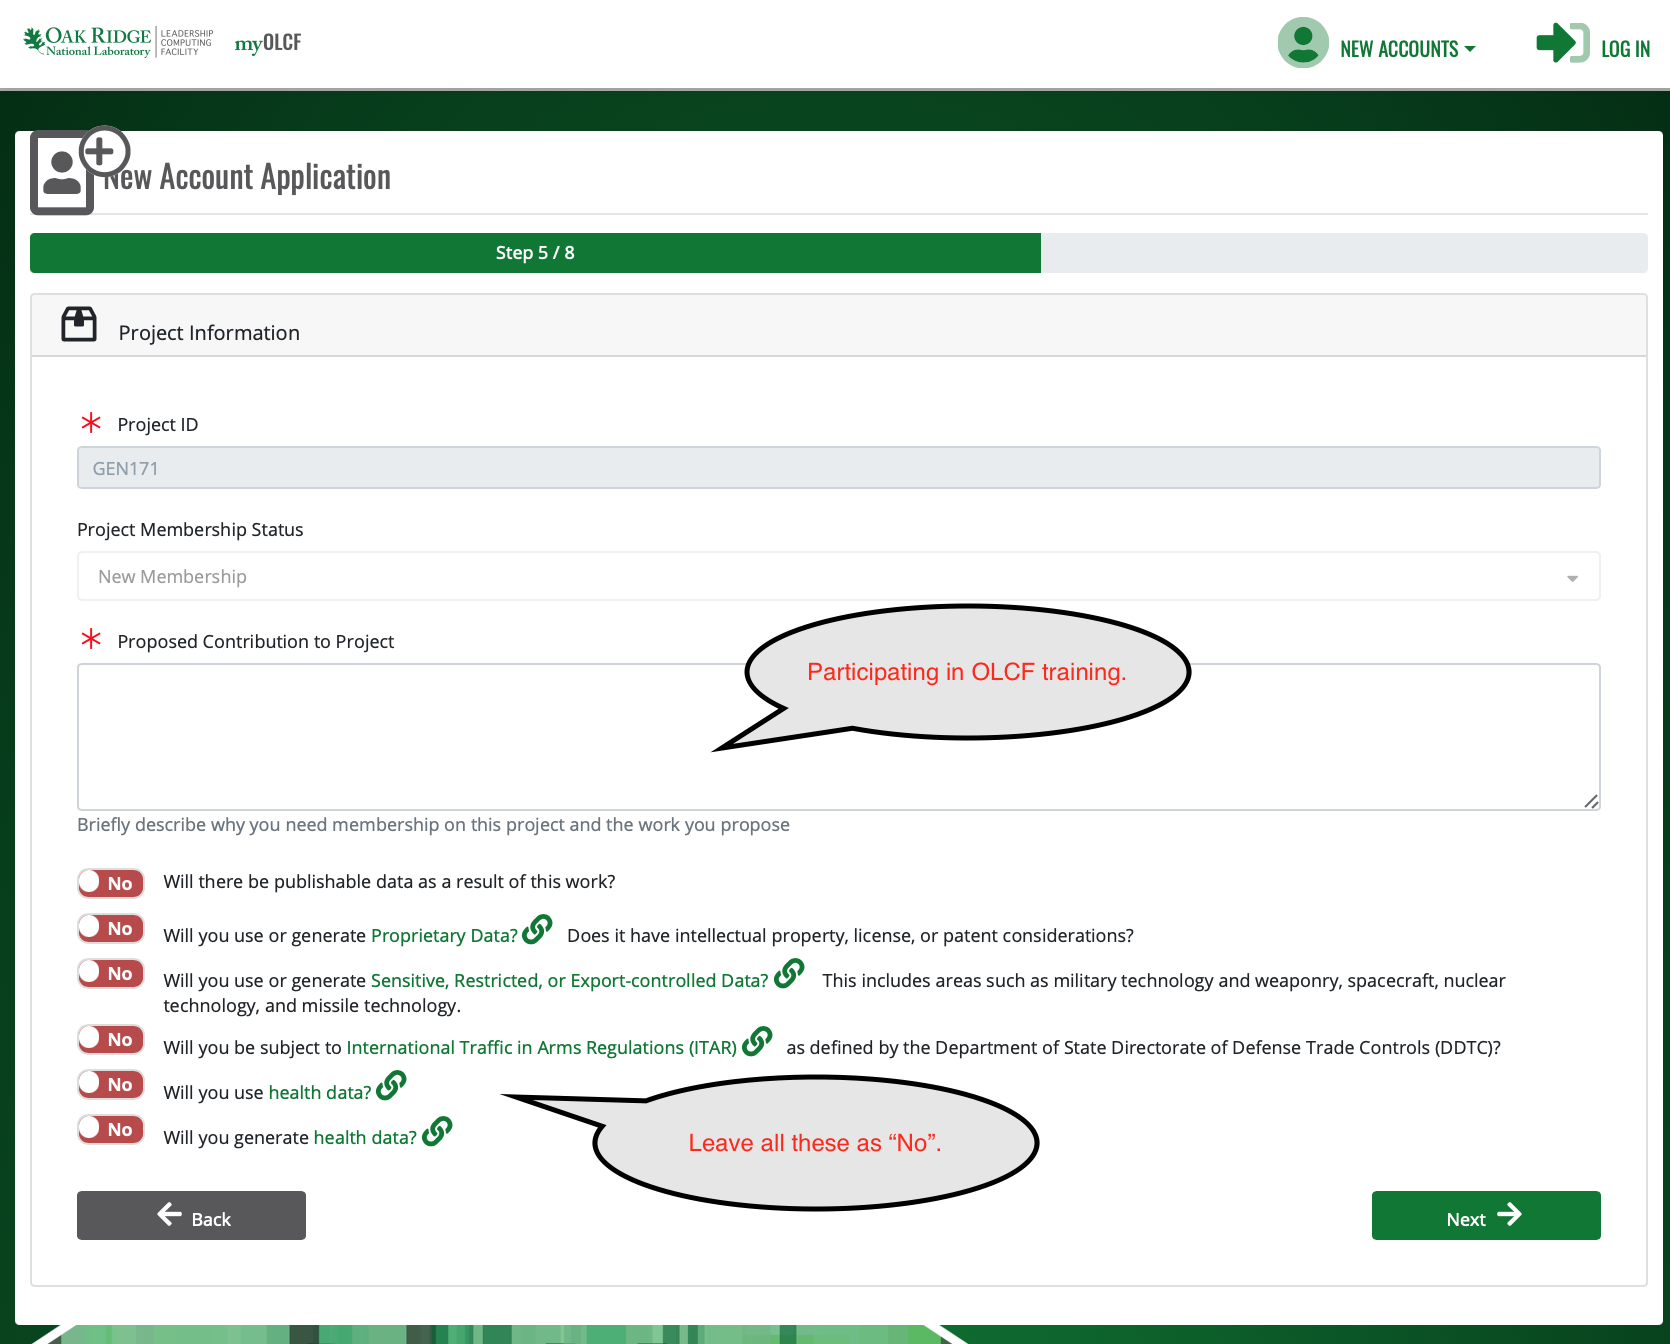 OAK RIDGE
National Laboratory
LEADERSHIP
COMPUTING
FACILITY
myOLCF
NEW ACCOUNTS
LOG IN
New Account Application
Step 5 / 8
Project Information
Project ID
GEN171
Project Membership Status
New Membership
Proposed Contribution to Project
Participating in OLCF training.
Briefly describe why you need membership on this project and the work you propose
No Will there be publishable data as a result of this work?
No Will you use or generate Proprietary Data? Does it have intellectual property, license, or patent considerations?
No Will you use or generate Sensitive, Restricted, or Export-controlled Data? This includes areas such as military technology and weaponry, spacecraft, nuclear
technology, and missile technology.
No Will you be subject to International Traffic in Arms Regulations (ITAR) as defined by the Department of State Directorate of Defense Trade Controls (DDTC)?
No Will you use health data?
No Will you generate health data?
Leave all these as “No”.
Back
Next